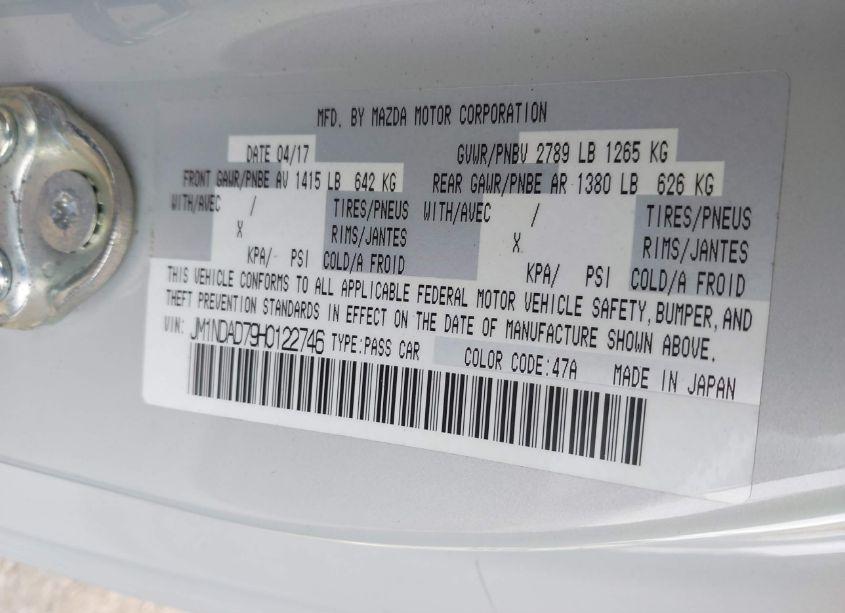 MFD. BY MAZDA MOTOR CORPORATION
DATE 04/17 GVWR/PNBV 2789 LB 1265 KG
FRONT GAWR/PNBE AV 1415 LB 642 KG REAR GAWR/PNBE AR 1380 LB 626 KG
WITH/AVEC / TIRES/PNEUS WITH/AVEC / TIRES/PNEUS
X RIMS/JANTES X RIMS/JANTES
KPA/ PSI COLD/A FROID KPA/ PSI COLD/A FROID
THIS VEHICLE CONFORMS TO ALL APPLICABLE FEDERAL MOTOR VEHICLE SAFETY, BUMPER, AND
THEFT PREVENTION STANDARDS IN EFFECT ON THE DATE OF MANUFACTURE SHOWN ABOVE.
VIN: JM1NDAD79H0122746 TYPE:PASS CAR COLOR CODE:47A MADE IN JAPAN